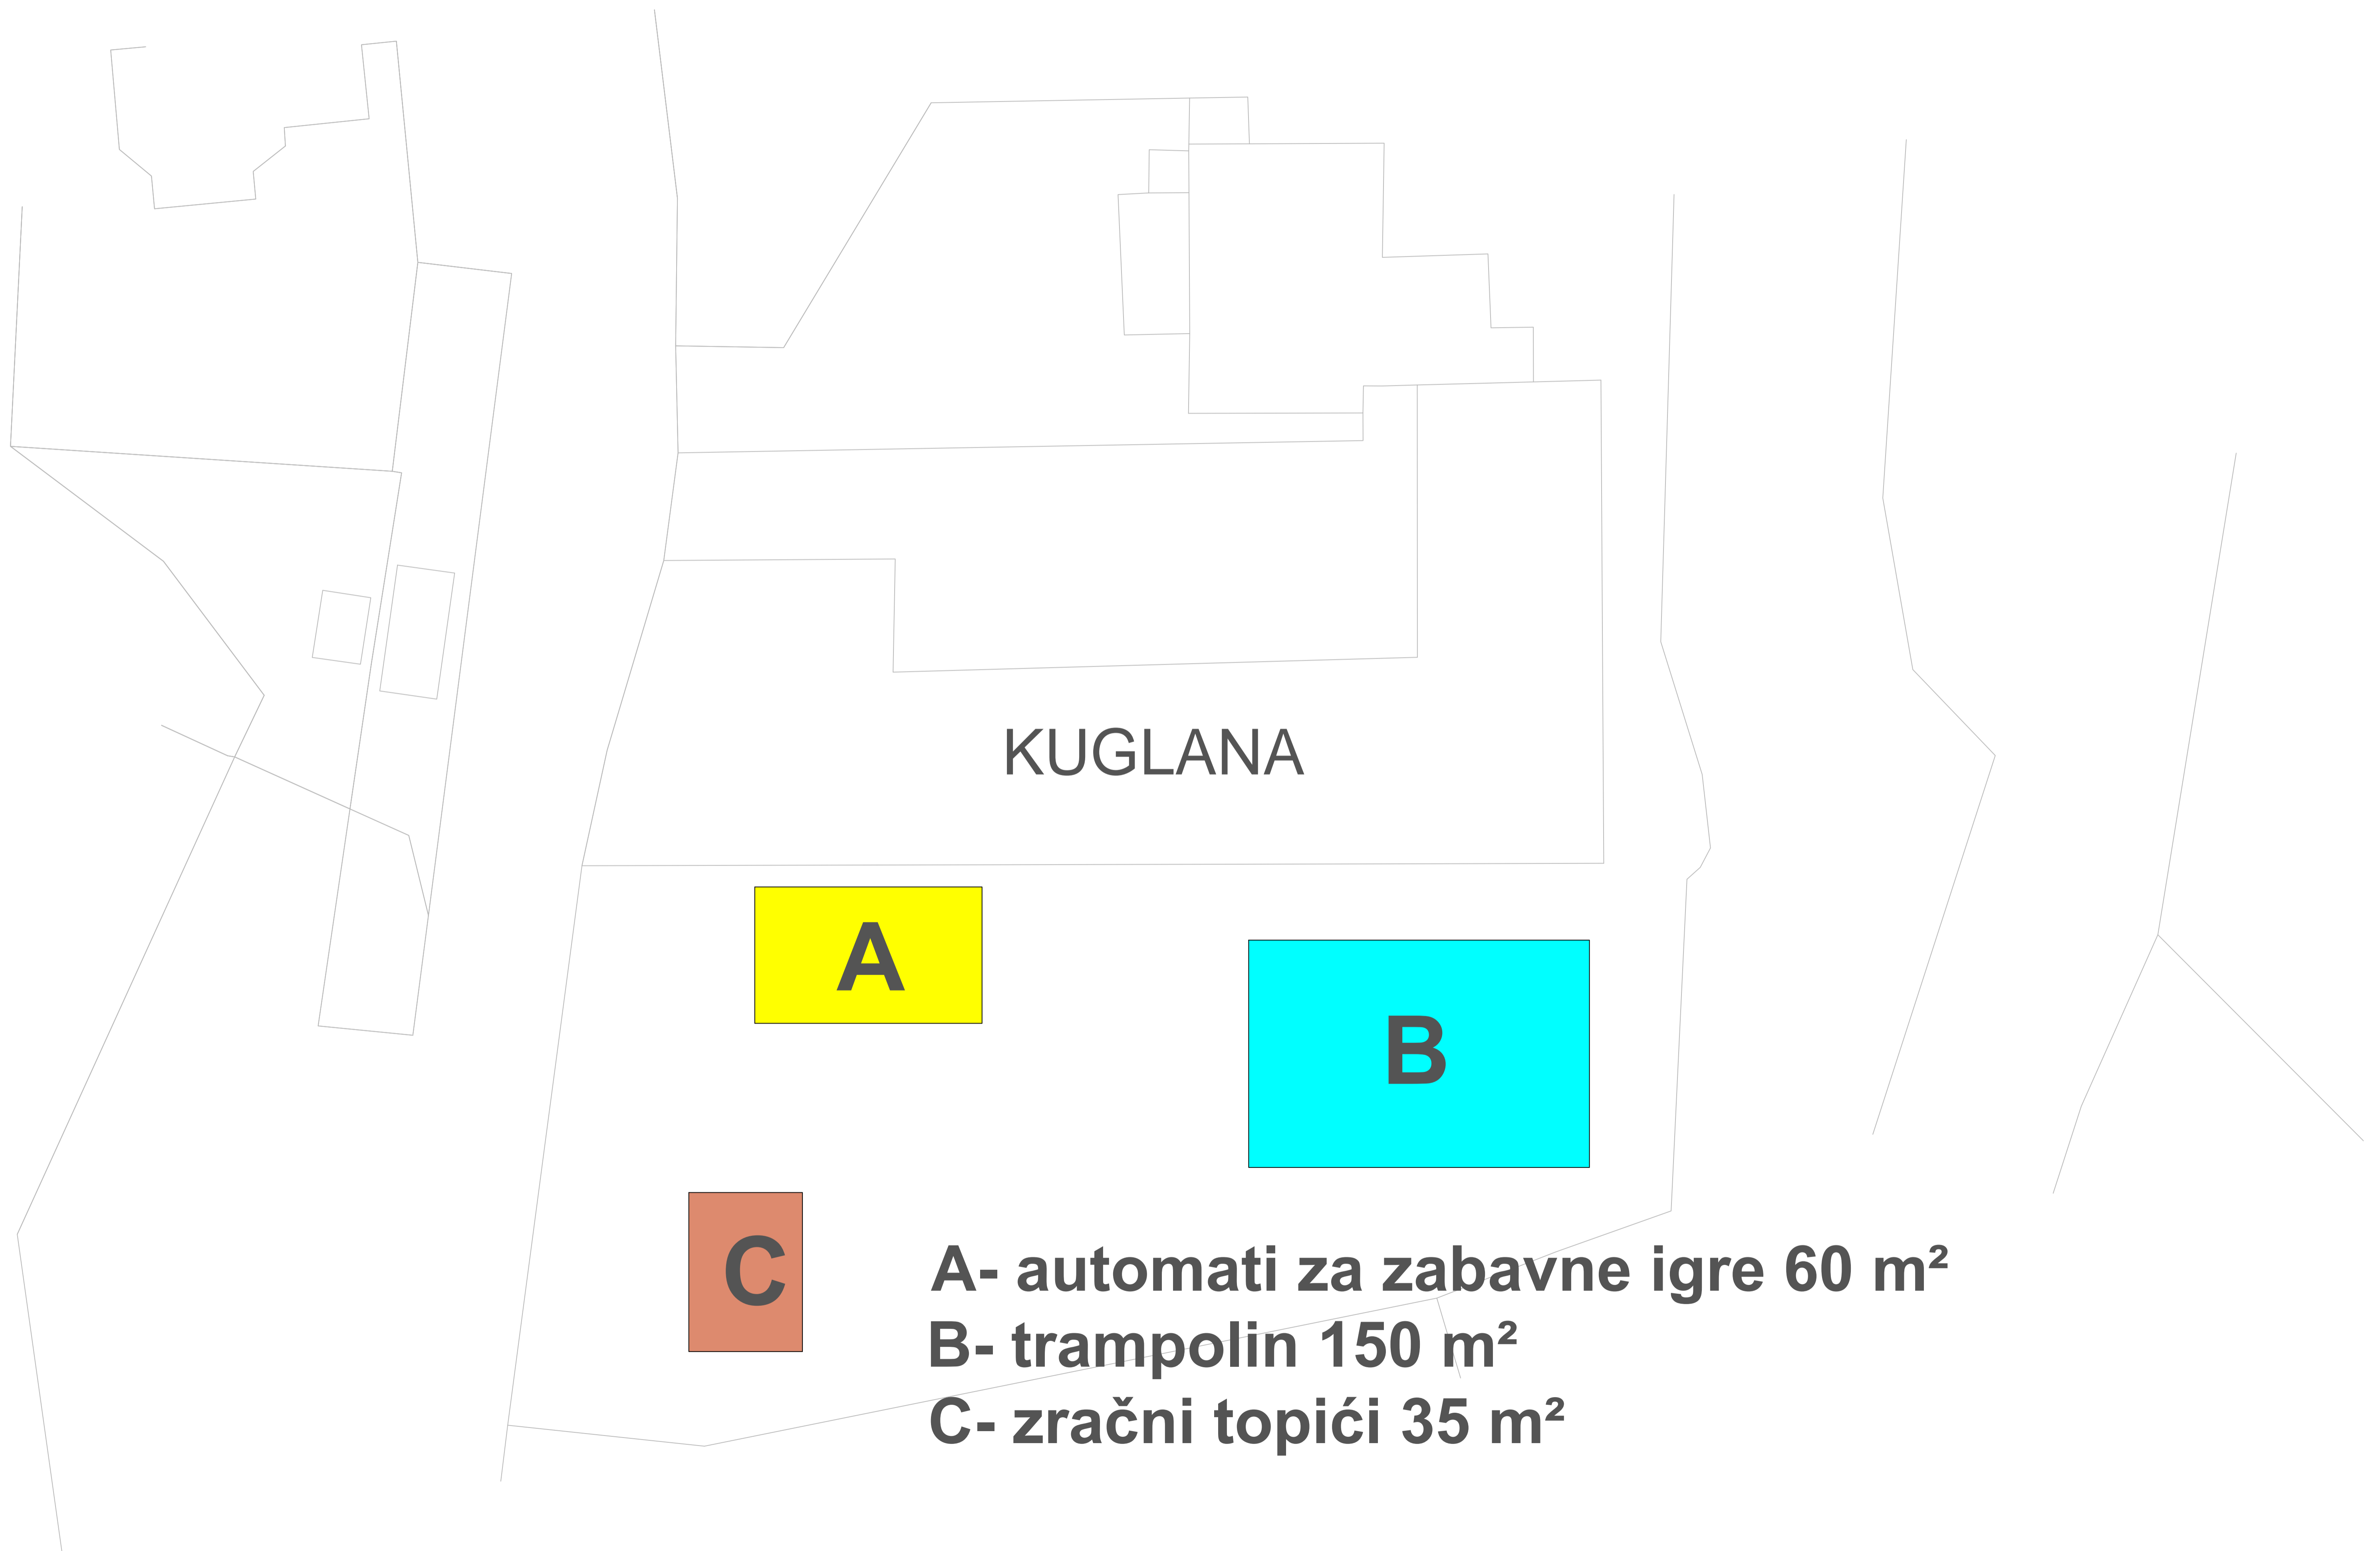 KUGLANA
A
B
C
A- automati za zabavne igre 60 m²
B- trampolin 150 m²
C- zračni topići 35 m²